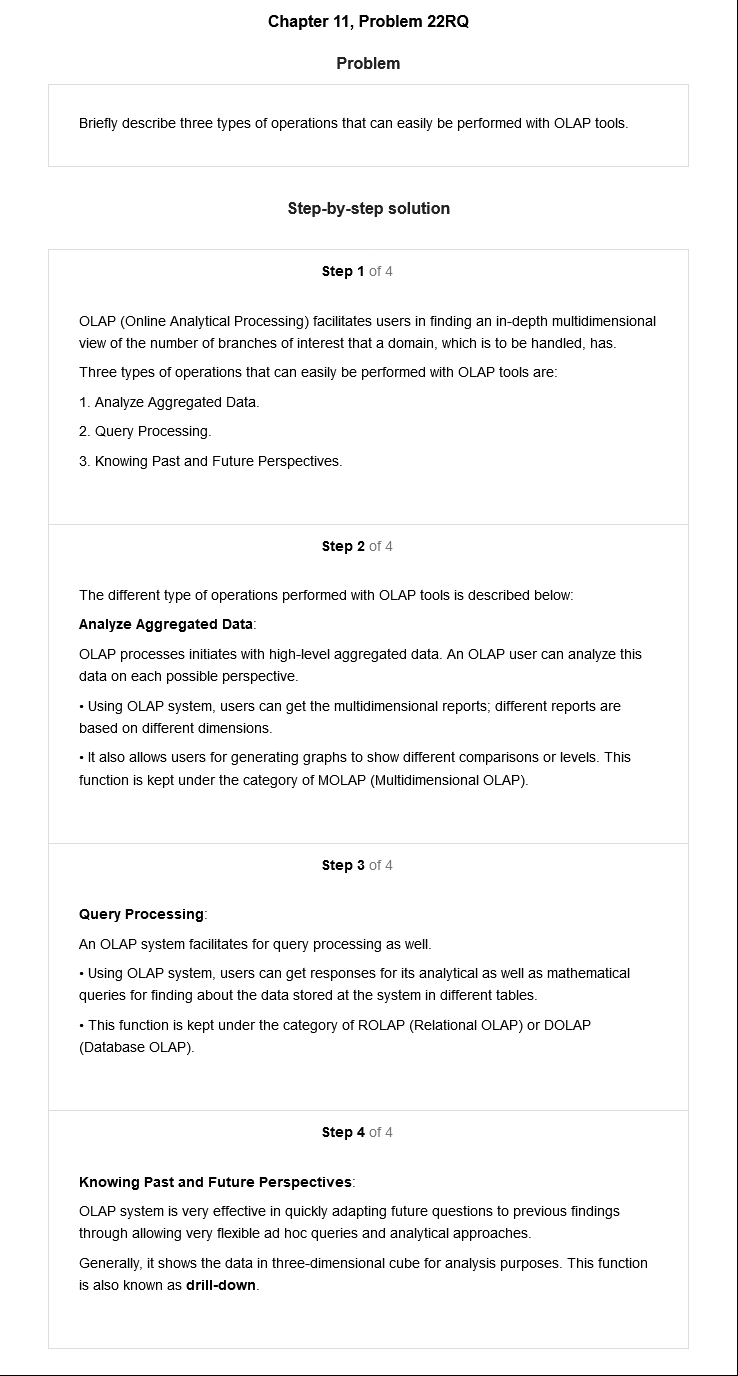 Chapter 11, Problem 22RQ
Problem
Briefly describe three types of operations that can easily be performed with OLAP tools.
Step-by-step solution
Step 1 of 4
OLAP (Online Analytical Processing) facilitates users in finding an in-depth multidimensional
view of the number of branches of interest that a domain, which is to be handled, has.
Three types of operations that can easily be performed with OLAP tools are:
1. Analyze Aggregated Data.
2. Query Processing.
3. Knowing Past and Future Perspectives.
Step 2 of 4
The different type of operations performed with OLAP tools is described below:
Analyze Aggregated Data:
OLAP processes initiates with high-level aggregated data. An OLAP user can analyze this
data on each possible perspective.
• Using OLAP system, users can get the multidimensional reports; different reports are
based on different dimensions.
• It also allows users for generating graphs to show different comparisons or levels. This
function is kept under the category of MOLAP (Multidimensional OLAP).
Step 3 of 4
Query Processing:
An OLAP system facilitates for query processing as well.
• Using OLAP system, users can get responses for its analytical as well as mathematical
queries for finding about the data stored at the system in different tables.
• This function is kept under the category of ROLAP (Relational OLAP) or DOLAP
(Database OLAP).
Step 4 of 4
Knowing Past and Future Perspectives:
OLAP system is very effective in quickly adapting future questions to previous findings
through allowing very flexible ad hoc queries and analytical approaches.
Generally, it shows the data in three-dimensional cube for analysis purposes. This function
is also known as drill-down.